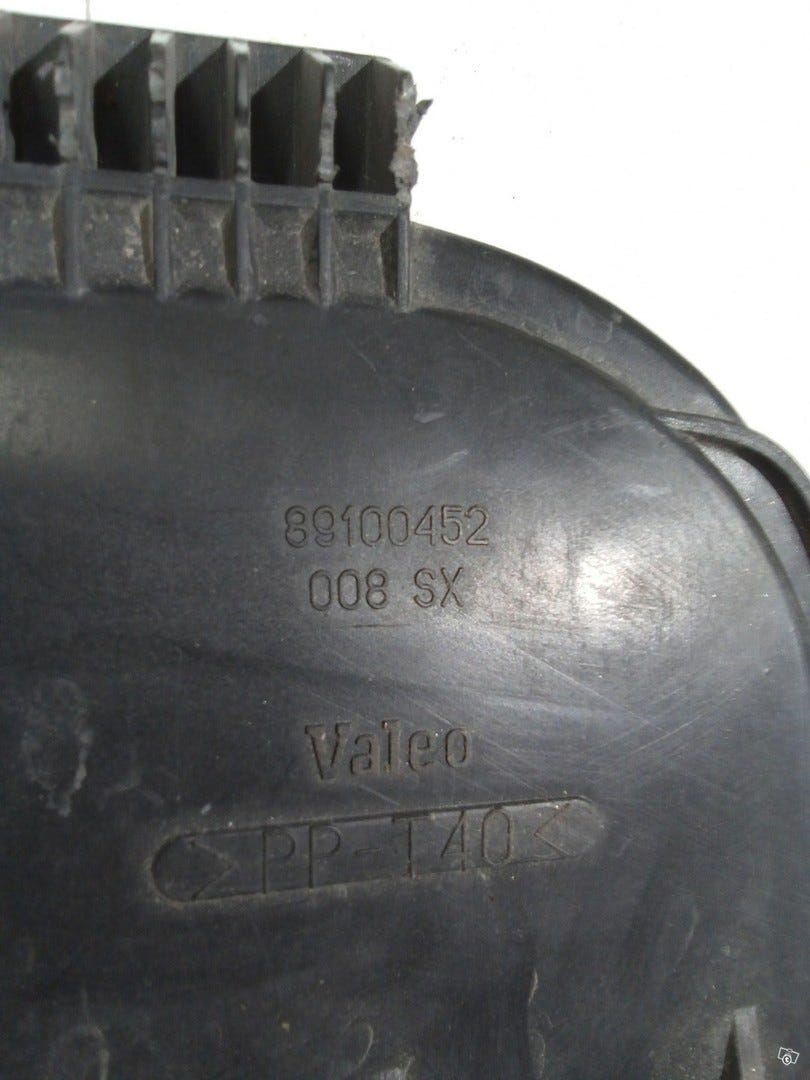 89100452
008 SX
Valeo
>PP-T40<